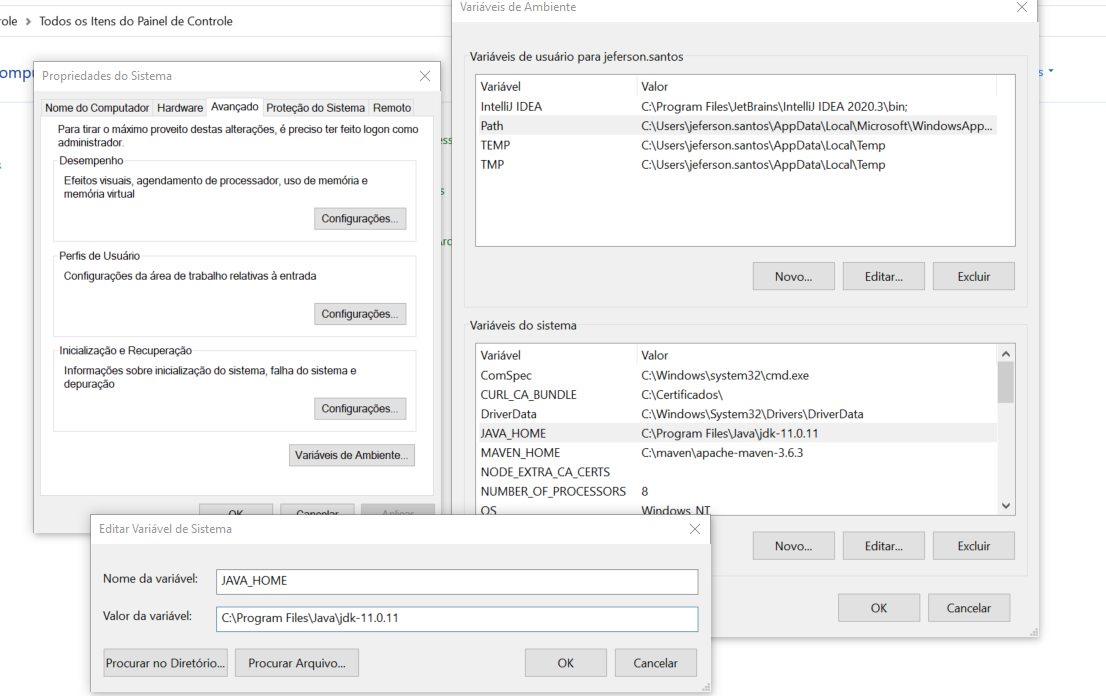 role > Todos os Itens do Painel de Controle
Variáveis de Ambiente
Propriedades do Sistema
Nome do Computador Hardware Avançado Proteção do Sistema Remoto
Para tirar o máximo proveito destas alterações, é preciso ter feito logon como
administrador.
Desempenho
Efeitos visuais, agendamento de processador, uso de memória e
memória virtual
Configurações...
Perfis de Usuário
Configurações da área de trabalho relativas à entrada
Configurações...
Inicialização e Recuperação
Informações sobre inicialização do sistema, falha do sistema e
depuração
Configurações...
Variáveis de Ambiente...
OK Cancelar Aplicar
Variáveis de usuário para jeferson.santos
Variável Valor
IntelliJ IDEA C:\Program Files\JetBrains\IntelliJ IDEA 2020.3\bin;
Path C:\Users\jeferson.santos\AppData\Local\Microsoft\WindowsApp...
TEMP C:\Users\jeferson.santos\AppData\Local\Temp
TMP C:\Users\jeferson.santos\AppData\Local\Temp
Novo... Editar... Excluir
Variáveis do sistema
Variável Valor
ComSpec C:\Windows\system32\cmd.exe
CURL_CA_BUNDLE C:\Certificados\
DriverData C:\Windows\System32\Drivers\DriverData
JAVA_HOME C:\Program Files\Java\jdk-11.0.11
MAVEN_HOME C:\maven\apache-maven-3.6.3
NODE_EXTRA_CA_CERTS
NUMBER_OF_PROCESSORS 8
OS Windows_NT
Novo... Editar... Excluir
OK Cancelar
Editar Variável de Sistema
Nome da variável: JAVA_HOME
Valor da variável: C:\Program Files\Java\jdk-11.0.11
Procurar no Diretório... Procurar Arquivo... OK Cancelar